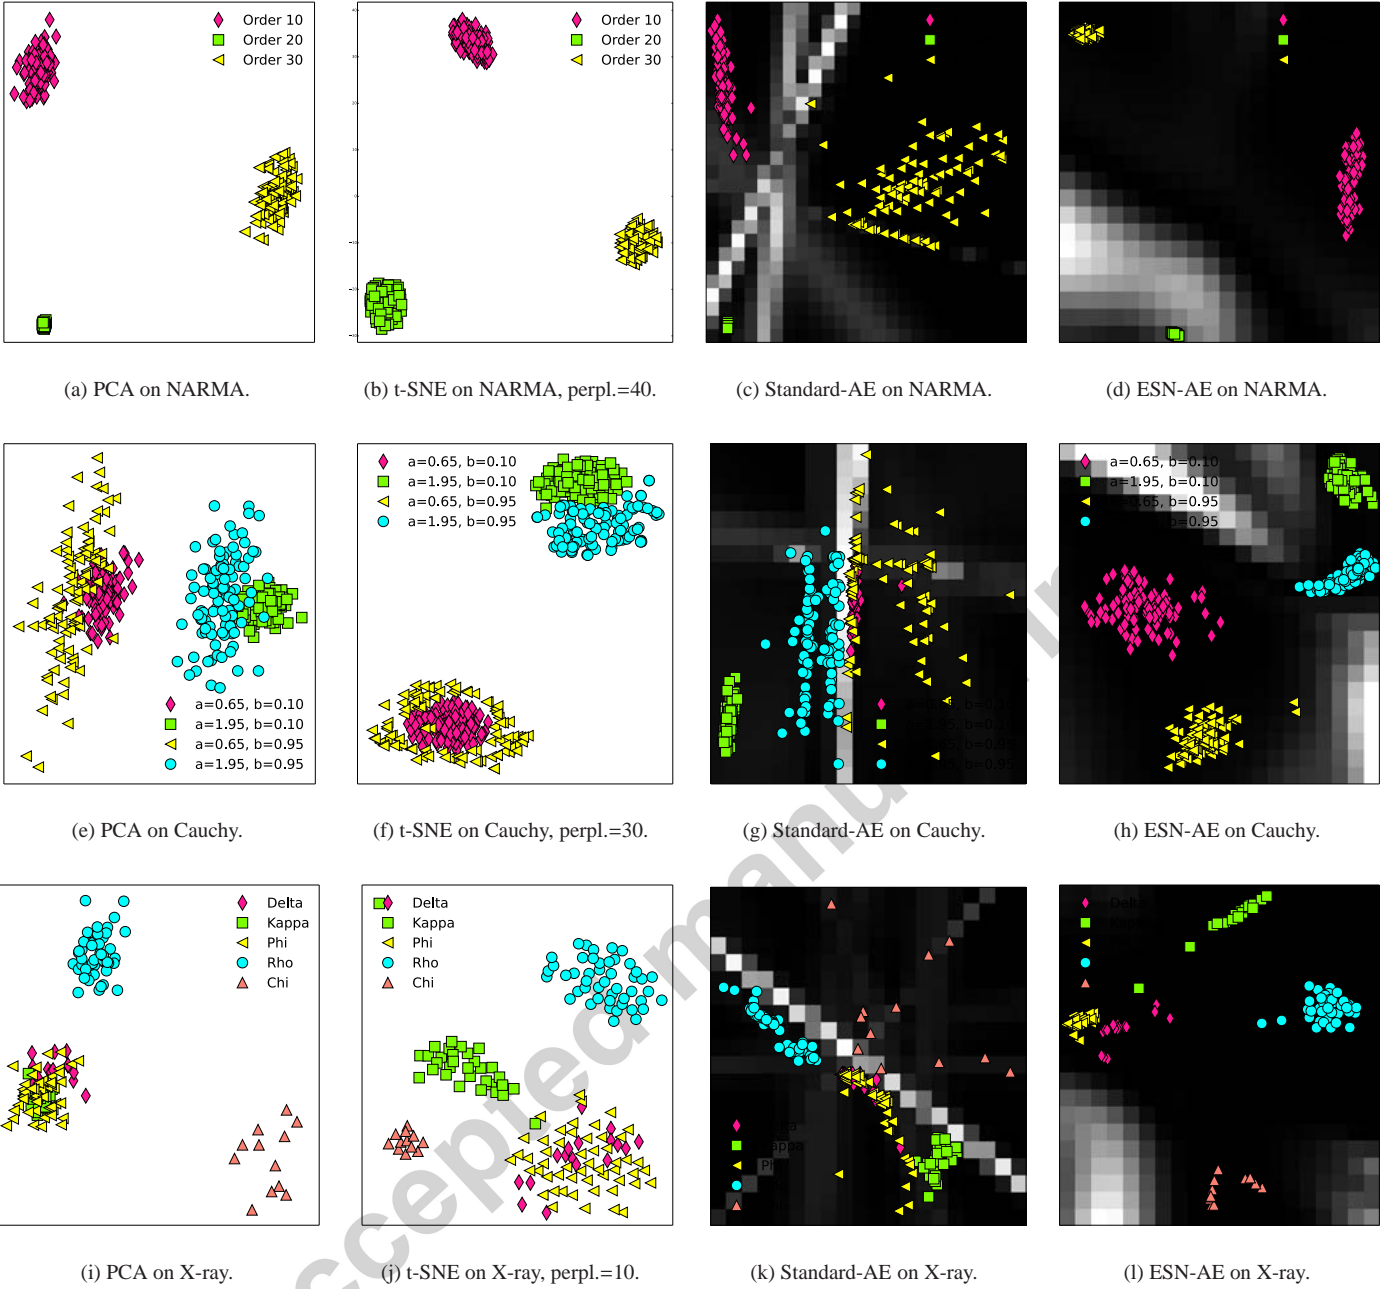 Order 10
Order 20
Order 30
Order 10
Order 20
Order 30
(a) PCA on NARMA.
(b) t-SNE on NARMA, perpl.=40.
(c) Standard-AE on NARMA.
(d) ESN-AE on NARMA.
a=0.65, b=0.10
a=1.95, b=0.10
a=0.65, b=0.95
a=1.95, b=0.95
a=0.65, b=0.10
a=1.95, b=0.10
a=0.65, b=0.95
a=1.95, b=0.95
a=0.65, b=0.10
(e) PCA on Cauchy.
(f) t-SNE on Cauchy, perpl.=30.
(g) Standard-AE on Cauchy.
(h) ESN-AE on Cauchy.
Delta
Kappa
Phi
Rho
Chi
Delta
Kappa
Phi
Rho
Chi
(i) PCA on X-ray.
(j) t-SNE on X-ray, perpl.=10.
(k) Standard-AE on X-ray.
(l) ESN-AE on X-ray.